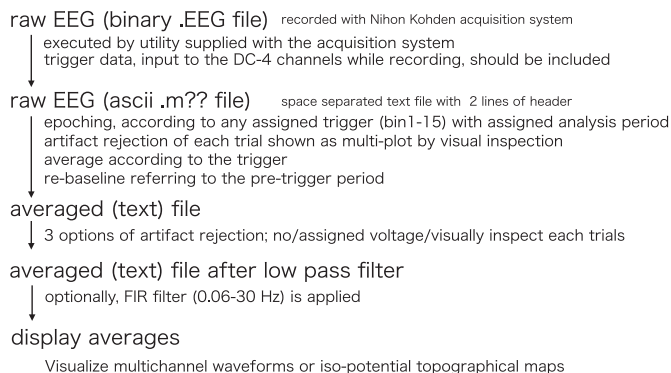 raw EEG (binary .EEG file) recorded with Nihon Kohden acquisition system
executed by utility supplied with the acquisition system
trigger data, input to the DC-4 channels while recording, should be included
raw EEG (ascii .m?? file) space separated text file with 2 lines of header
epoching, according to any assigned trigger (bin1-15) with assigned analysis period
artifact rejection of each trial shown as multi-plot by visual inspection
average according to the trigger
re-baseline referring to the pre-trigger period
averaged (text) file
3 options of artifact rejection; no/assigned voltage/visually inspect each trials
averaged (text) file after low pass filter
optionally, FIR filter (0.06-30 Hz) is applied
display averages
Visualize multichannel waveforms or iso-potential topographical maps